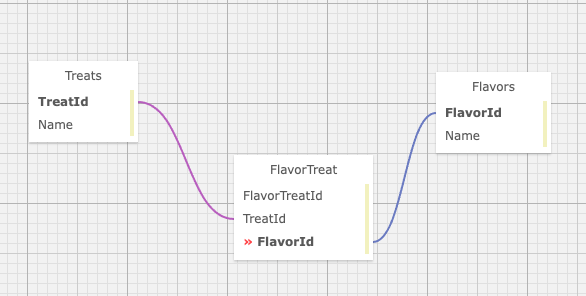 Treats
TreatId
Name
FlavorTreat
FlavorTreatId
TreatId
» FlavorId
Flavors
FlavorId
Name